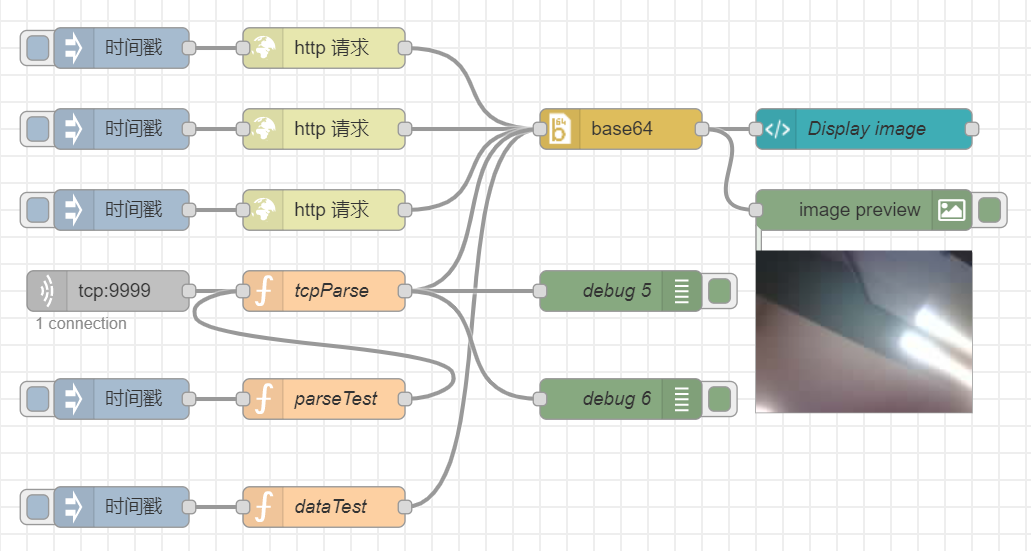 时间戳 http 请求
时间戳 http 请求 base64 Display image
时间戳 http 请求 image preview
tcp:9999 tcpParse debug 5
1 connection
时间戳 parseTest debug 6
时间戳 dataTest